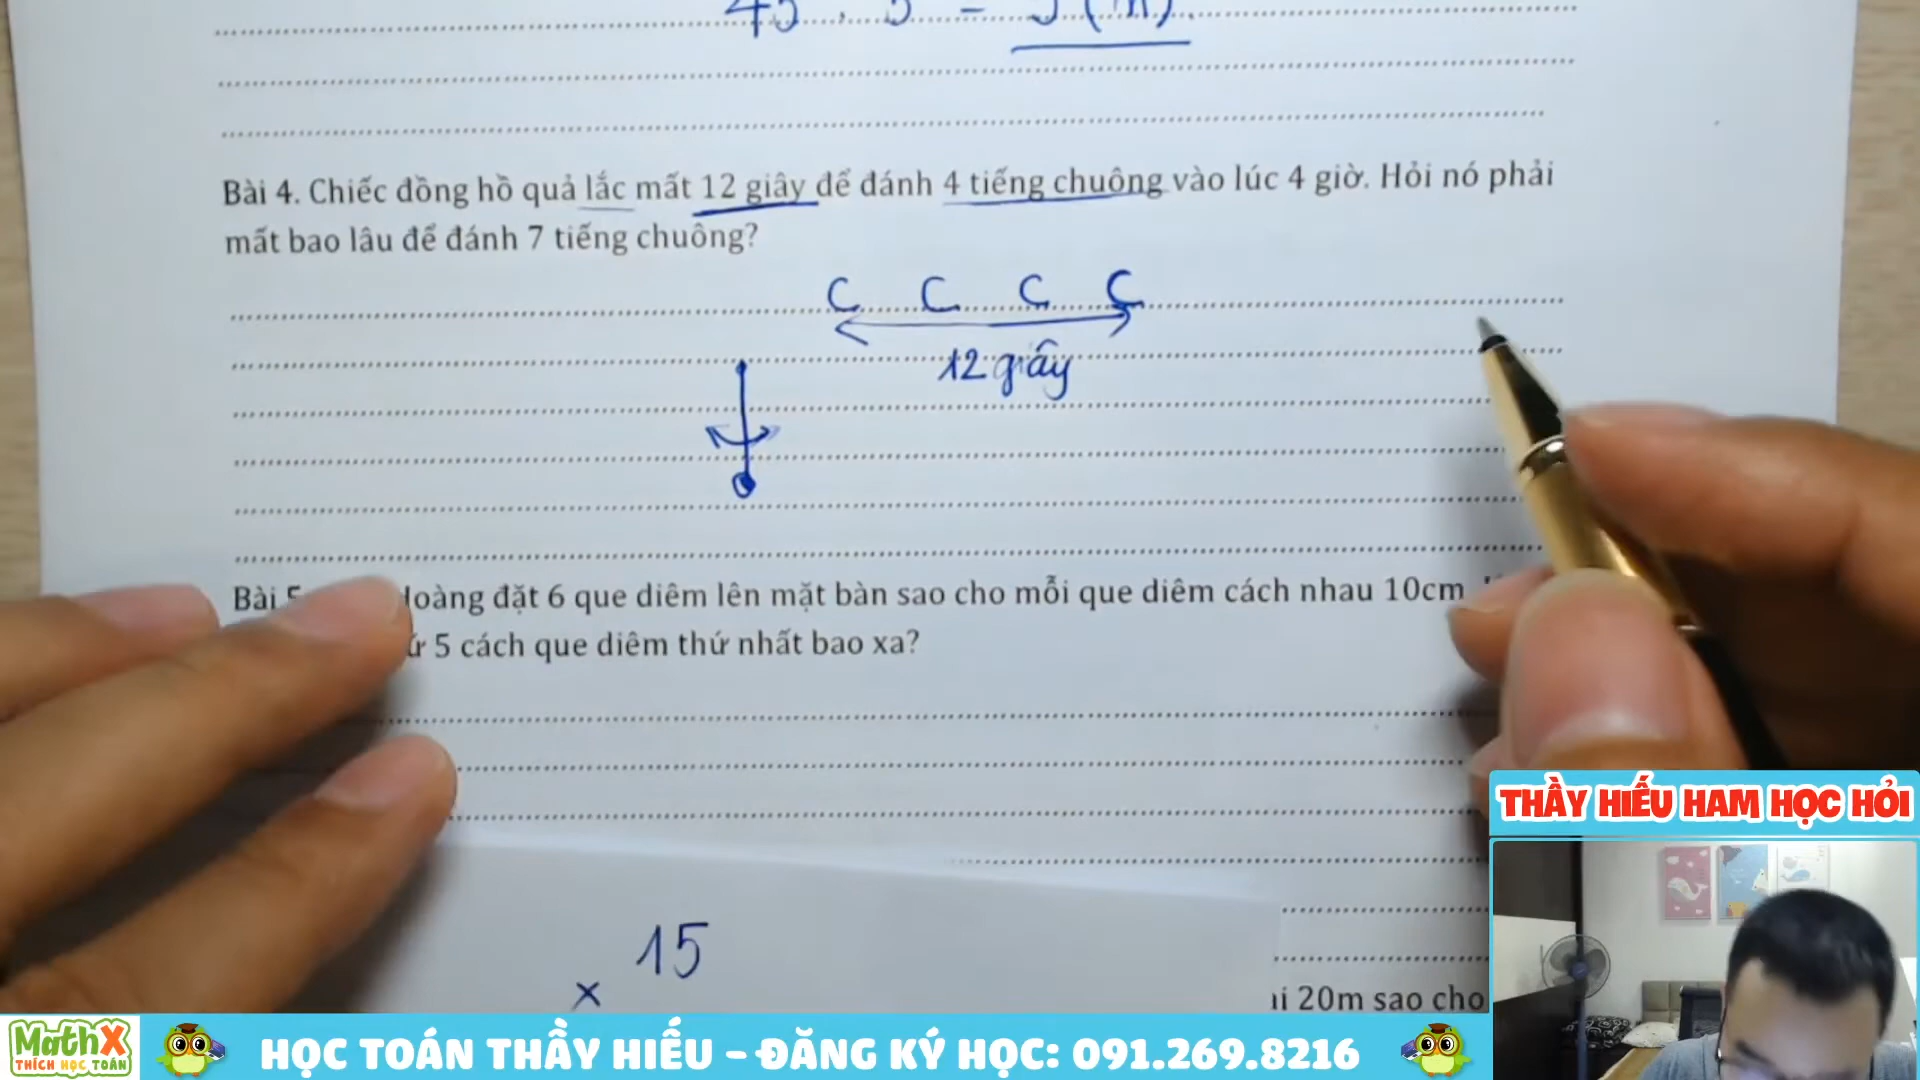 Bài 4. Chiếc đồng hồ quả lắc mất 12 giây để đánh 4 tiếng chuông vào lúc 4 giờ. Hỏi nó phải
mất bao lâu để đánh 7 tiếng chuông?
C C C C
12 giây
Bài 5 Hoàng đặt 6 que diêm lên mặt bàn sao cho mỗi que diêm cách nhau 10cm
5 cách que diêm thứ nhất bao xa?
THẦY HIẾU HAM HỌC HỎI
15
×
20m sao cho
MathX
THÍCH HỌC TOÁN
HỌC TOÁN THẦY HIẾU - ĐĂNG KÝ HỌC: 091.269.8216